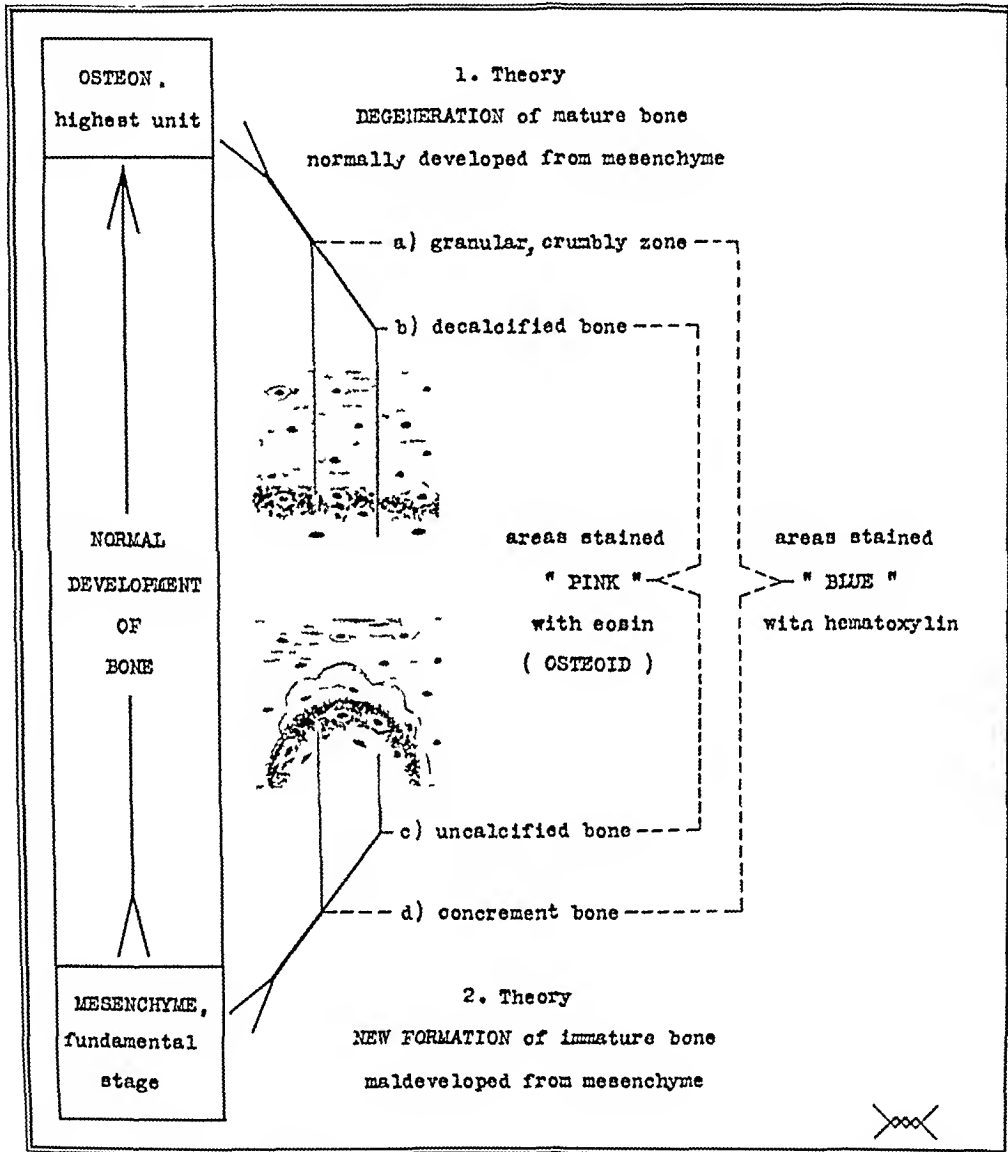 OSTEON,
highest unit
1. Theory
DEGENERATION of mature bone
normally developed from mesenchyme
a) granular, crumbly zone
b) decalcified bone
NORMAL
DEVELOPMENT
OF
BONE
areas stained
" PINK "
with eosin
( OSTEOID )
areas stained
" BLUE "
with hematoxylin
c) uncalcified bone
d) concrement bone
MESENCHYME,
fundamental
stage
2. Theory
NEW FORMATION of immature bone
maldeveloped from mesenchyme